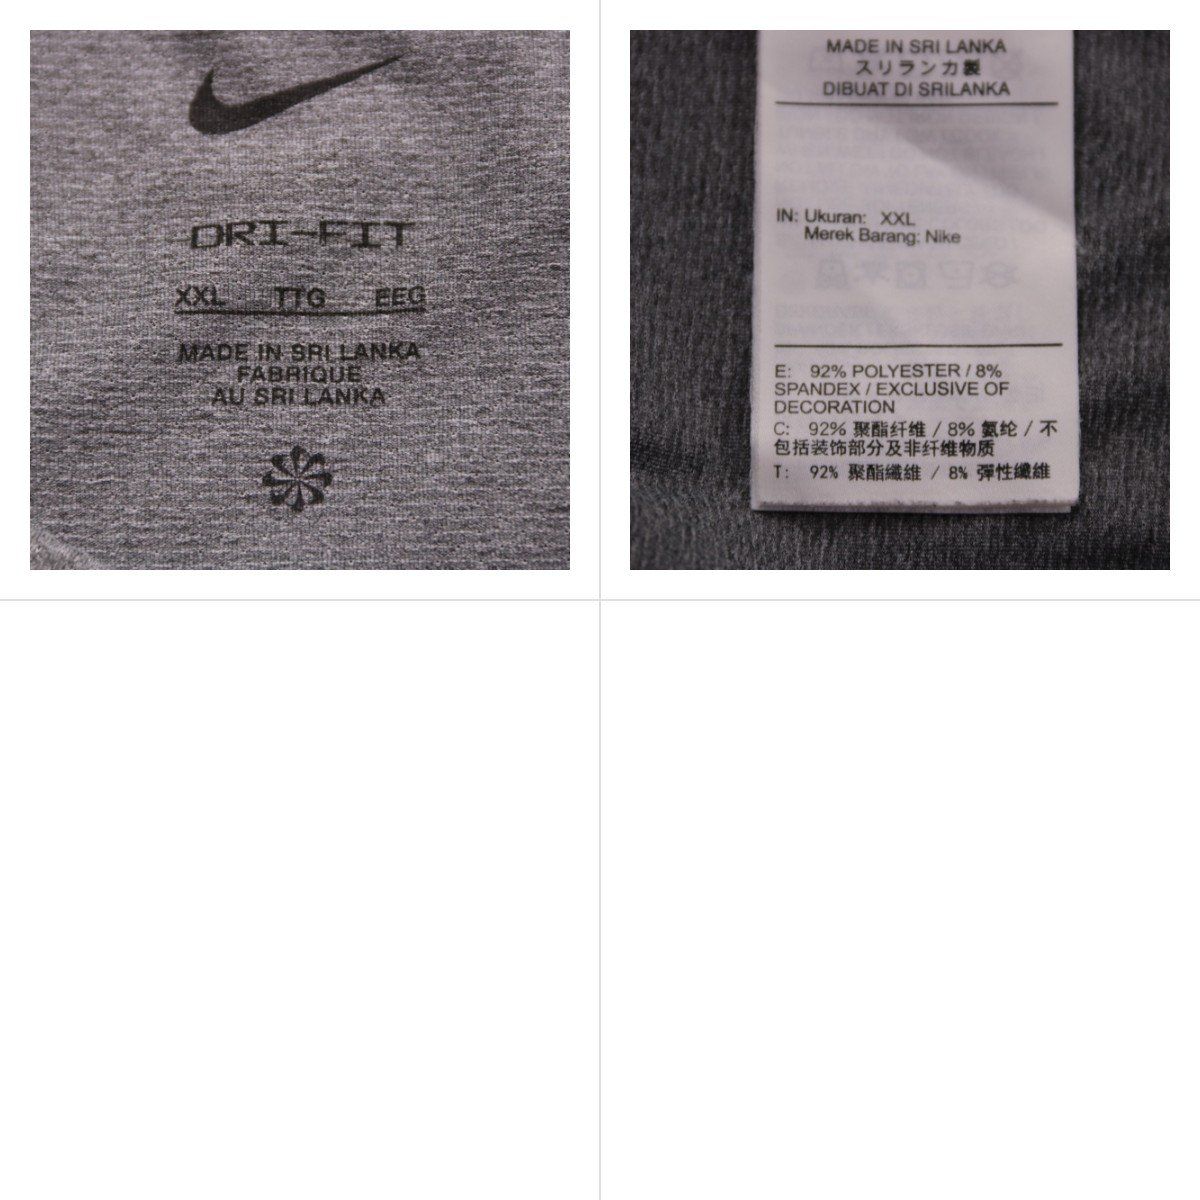 DRI-FIT
XXL TTG EEG
MADE IN SRI LANKA
FABRIQUE
AU SRI LANKA
MADE IN SRI LANKA
スリランカ製
DIBUAT DI SRILANKA
IN: Ukuran: XXL
Merek Barang: Nike
E: 92% POLYESTER / 8%
SPANDEX / EXCLUSIVE OF
DECORATION
C: 92% 聚酯纤维 / 8% 氨纶 / 不
包括装饰部分及非纤维物质
T: 92% 聚酯纖維 / 8% 彈性纖維